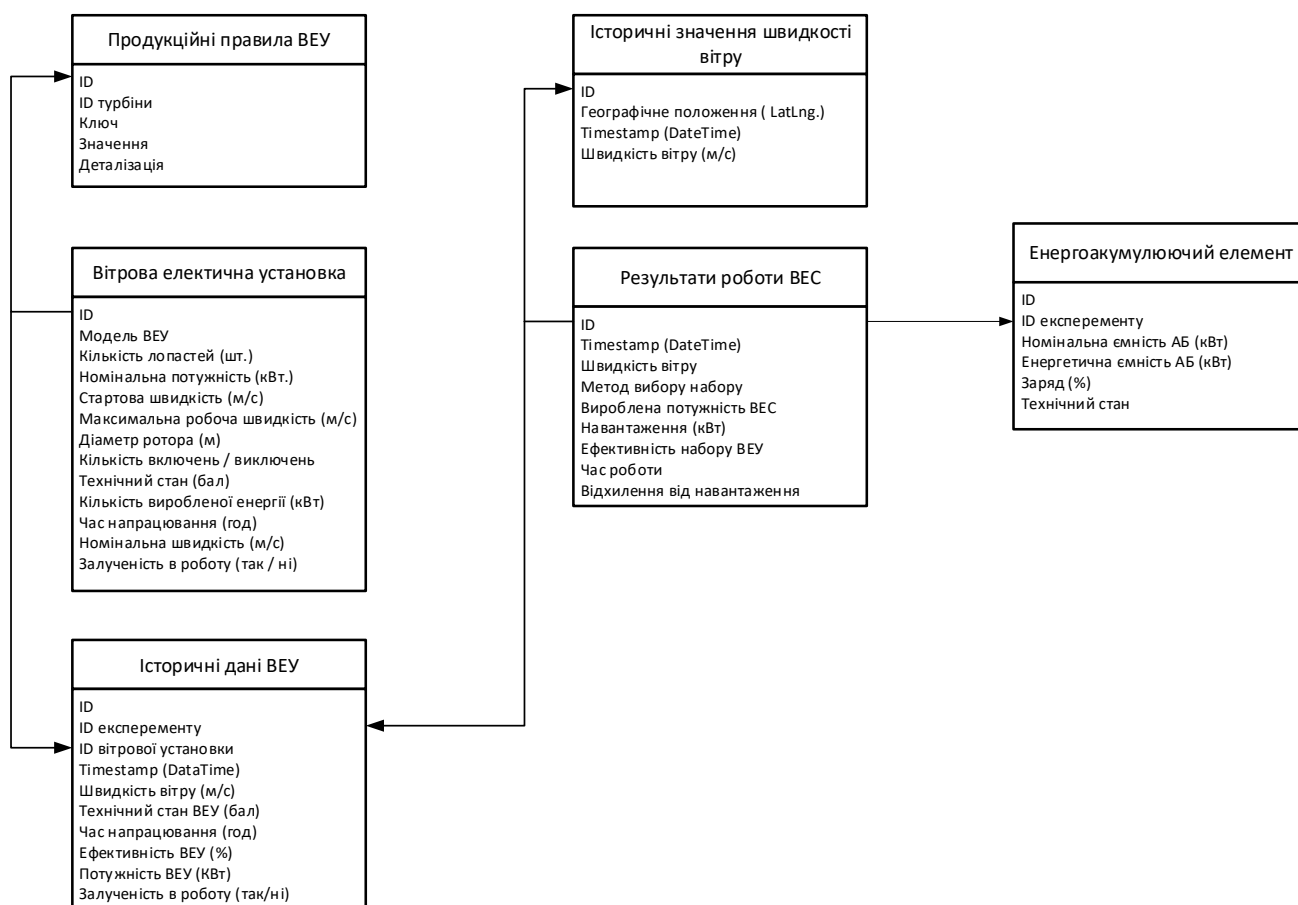 Продукційні правила ВЕУ
ID
ID турбіни
Ключ
Значення
Деталізація
Вітрова електична установка
ID
Модель ВЕУ
Кількість лопастей (шт.)
Номінальна потужність (кВт.)
Стартова швидкість (м/с)
Максимальна робоча швидкість (м/с)
Діаметр ротора (м)
Кількість включень / виключень
Технічний стан (бал)
Кількість виробленої енергії (кВт)
Час напрацювання (год)
Номінальна швидкість (м/с)
Залученість в роботу (так / ні)
Історичні дані ВЕУ
ID
ID експеременту
ID вітрової установки
Timestamp (DataTime)
Швидкість вітру (м/с)
Технічний стан ВЕУ (бал)
Час напрацювання (год)
Ефективність ВЕУ (%)
Потужність ВЕУ (КВт)
Залученість в роботу (так/ні)
Історичні значення швидкості
вітру
ID
Географічне положення ( LatLng.)
Timestamp (DateTime)
Швидкість вітру (м/с)
Результати роботи ВЕС
ID
Timestamp (DateTime)
Швидкість вітру
Метод вибору набору
Вироблена потужність ВЕС
Навантаження (кВт)
Ефективність набору ВЕУ
Час роботи
Відхилення від навантаження
Енергоакумулюючий елемент
ID
ID експеременту
Номінальна ємність АБ (кВт)
Енергетична ємність АБ (кВт)
Заряд (%)
Технічний стан